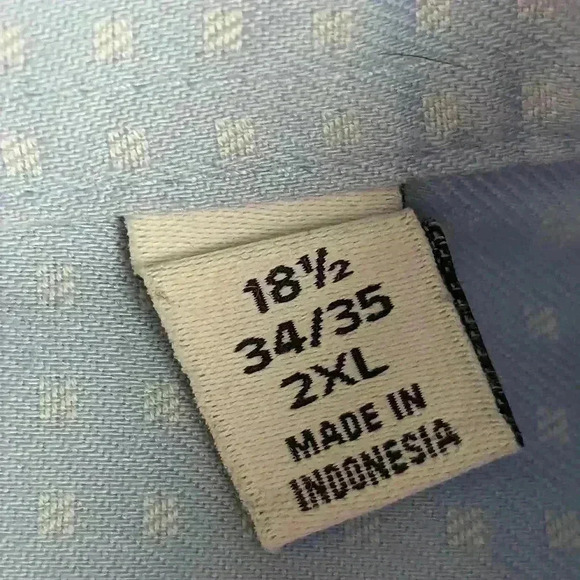 18½
34/35
2XL
MADE IN
INDONESIA